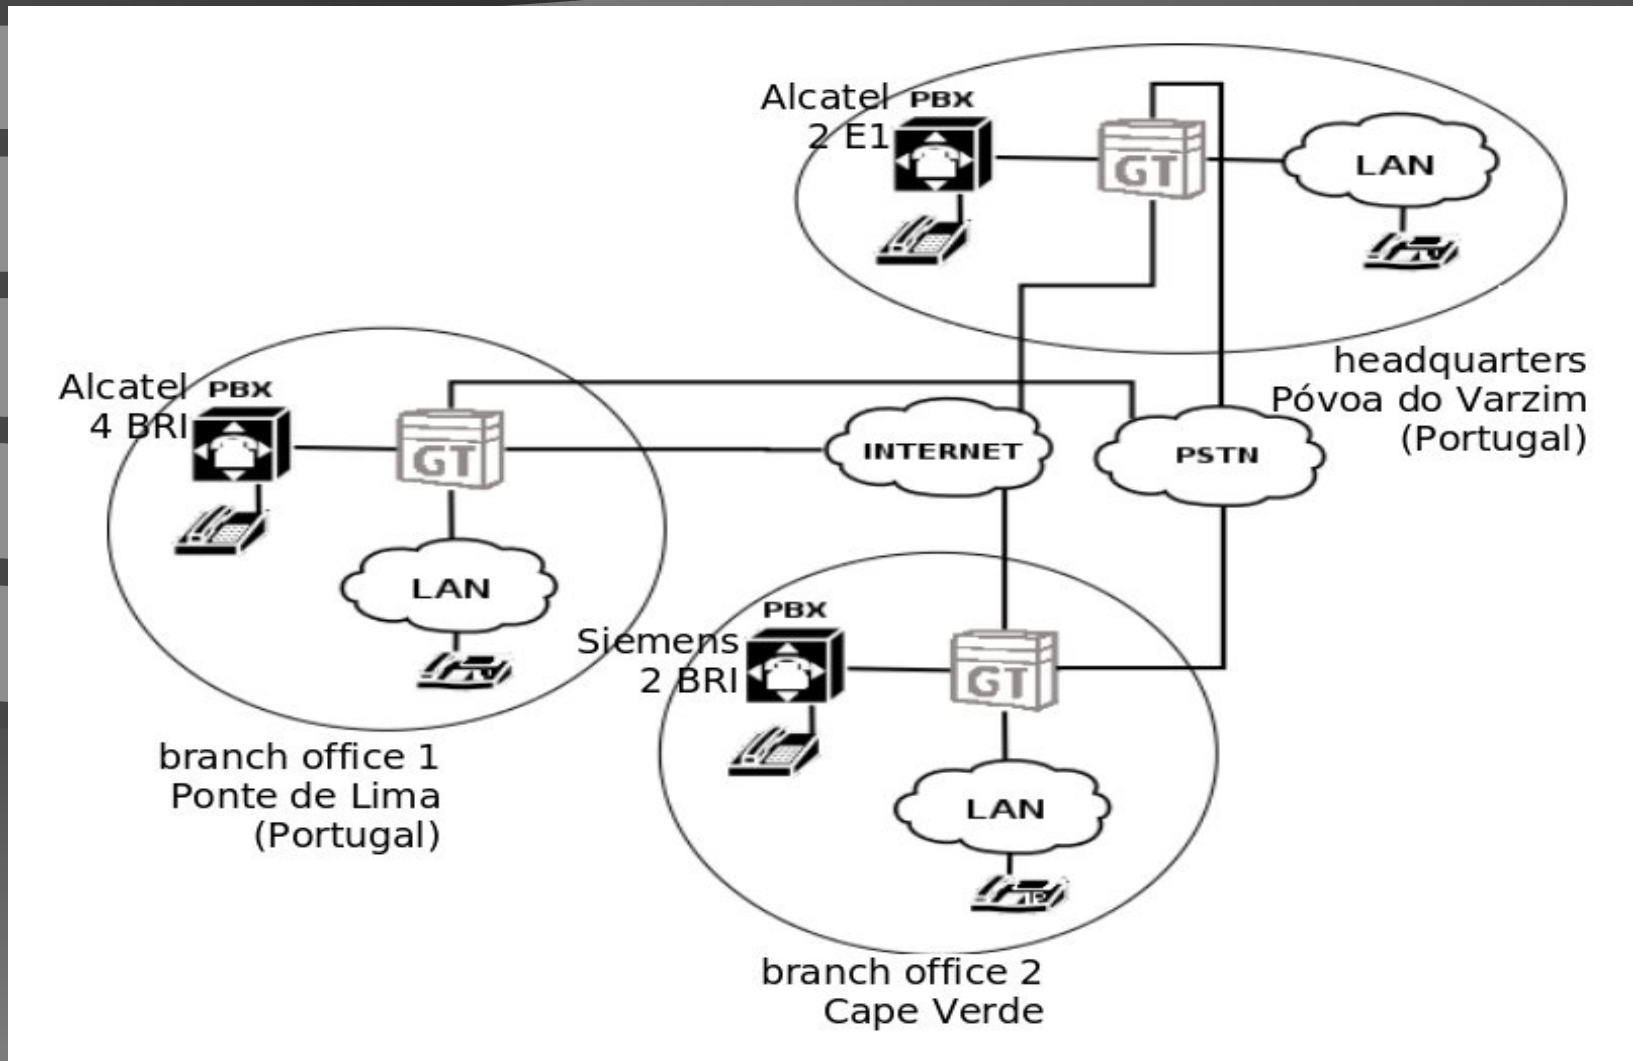 Alcatel
2 E1
PBX
GT
LAN
headquarters
Póvoa do Varzim
(Portugal)
Alcatel
4 BRI
PBX
GT
LAN
INTERNET
PSTN
branch office 1
Ponte de Lima
(Portugal)
Siemens
2 BRI
PBX
GT
LAN
IP
branch office 2
Cape Verde